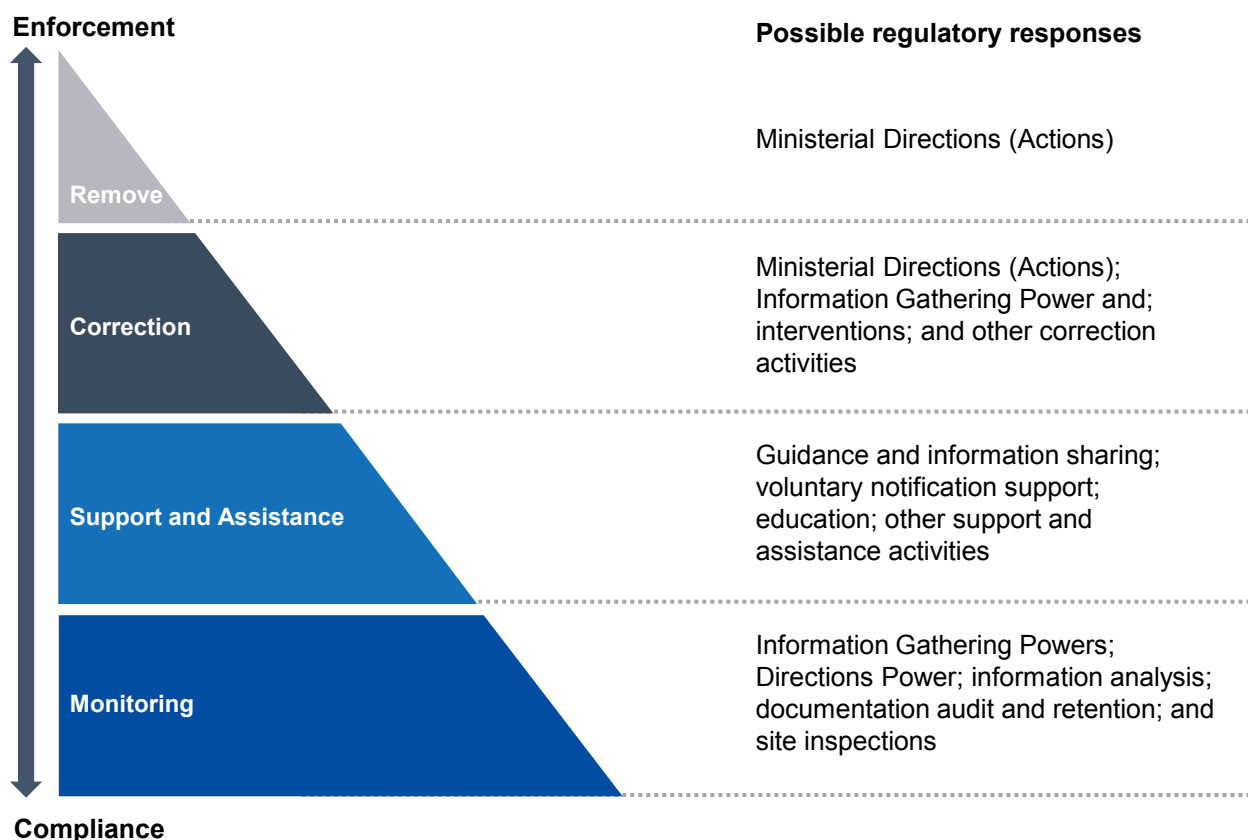 Enforcement
Possible regulatory responses
Remove
Ministerial Directions (Actions)
Correction
Ministerial Directions (Actions);
Information Gathering Power and;
interventions; and other correction
activities
Support and Assistance
Guidance and information sharing;
voluntary notification support;
education; other support and
assistance activities
Monitoring
Information Gathering Powers;
Directions Power; information analysis;
documentation audit and retention; and
site inspections
Compliance